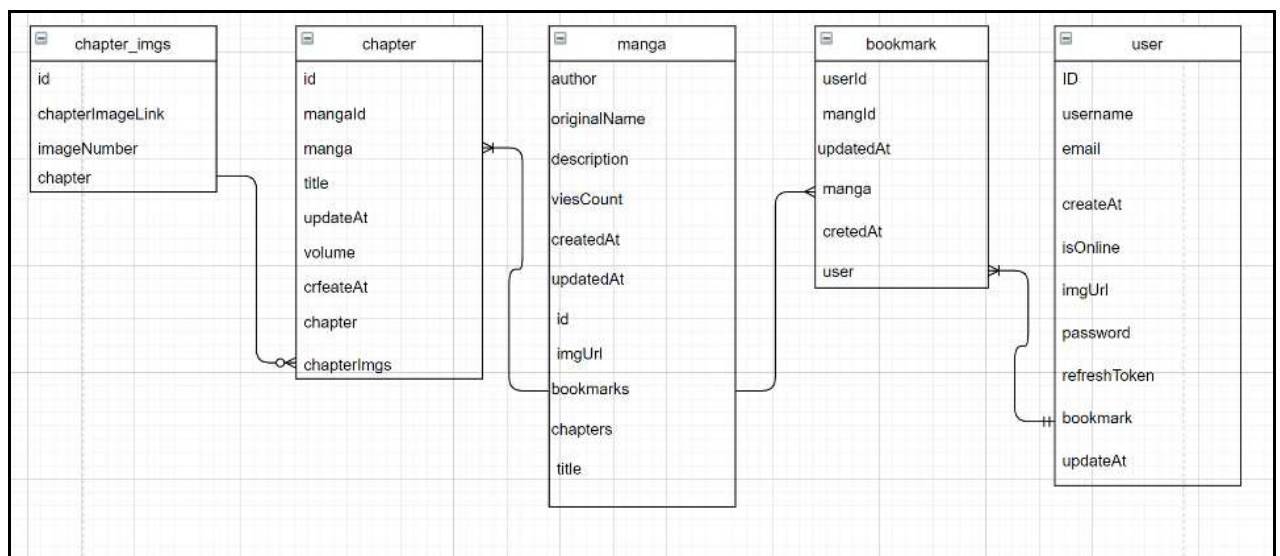 chapter_imgs
id
chapterImageLink
imageNumber
chapter
chapter
id
mangaId
manga
title
updateAt
volume
crfeateAt
chapter
chapterImgs
manga
author
originalName
description
viesCount
createdAt
updatedAt
id
imgUrl
bookmarks
chapters
title
bookmark
userId
mangId
updatedAt
manga
cretedAt
user
user
ID
username
email
createAt
isOnline
imgUrl
password
refreshToken
bookmark
updateAt